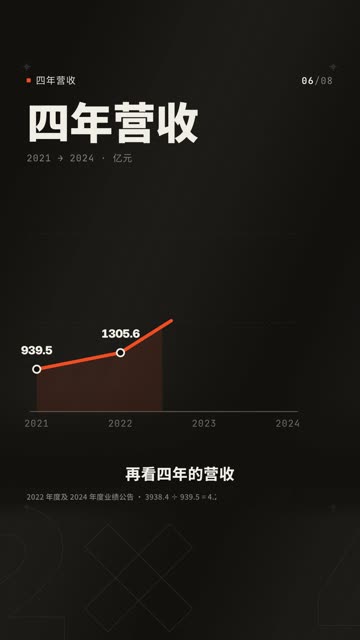 四年营收
06/08
四年营收
2021 → 2024 · 亿元
1305.6
939.5
2021 2022 2023 2024
再看四年的营收
2022 年度及 2024 年度业绩公告 · 3938.4 ÷ 939.5 = 4.